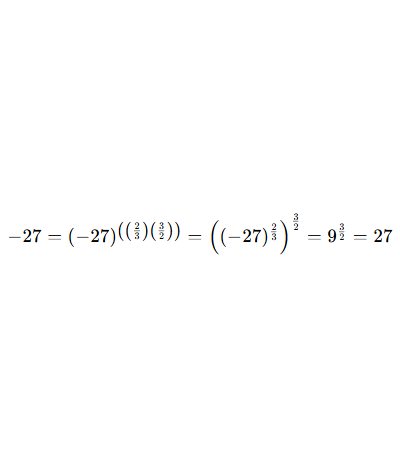 −27 = (−27)^((2/3)(3/2)) = ((−27)^(2/3))^(3/2) = 9^(3/2) = 27